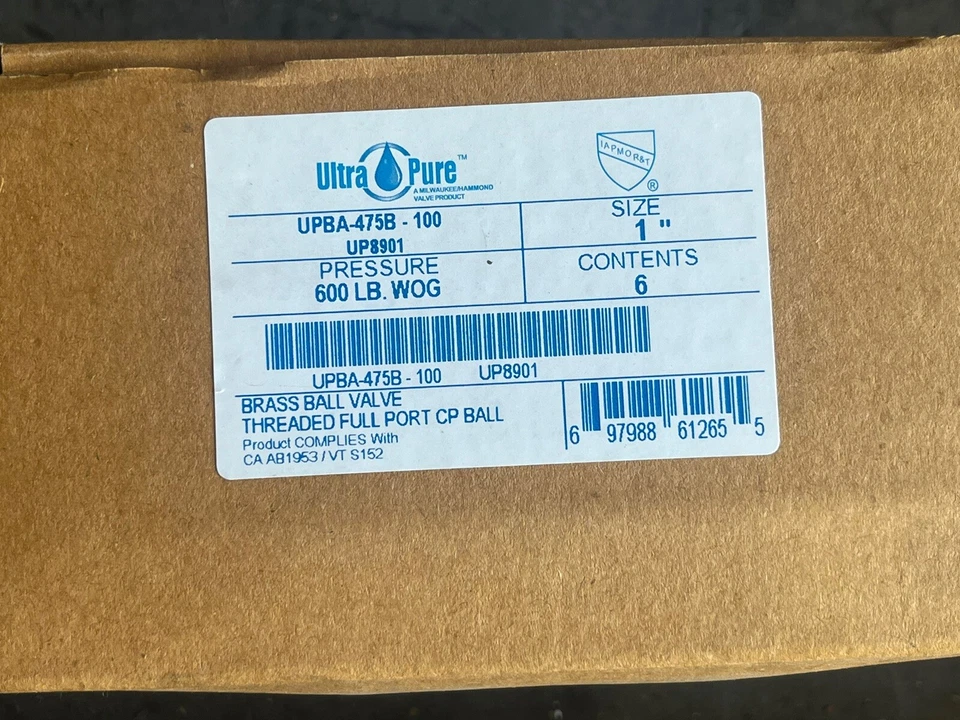 Ultra Pure™
A MILWAUKEE/HAMMOND
VALVE PRODUCT
IAPMO R&T
®
UPBA-475B - 100
UP8901
SIZE
1 "
PRESSURE
600 LB. WOG
CONTENTS
6
UPBA-475B - 100 UP8901
BRASS BALL VALVE
THREADED FULL PORT CP BALL
Product COMPLIES With
CA AB1953 / VT S152
6 97988 61265 5